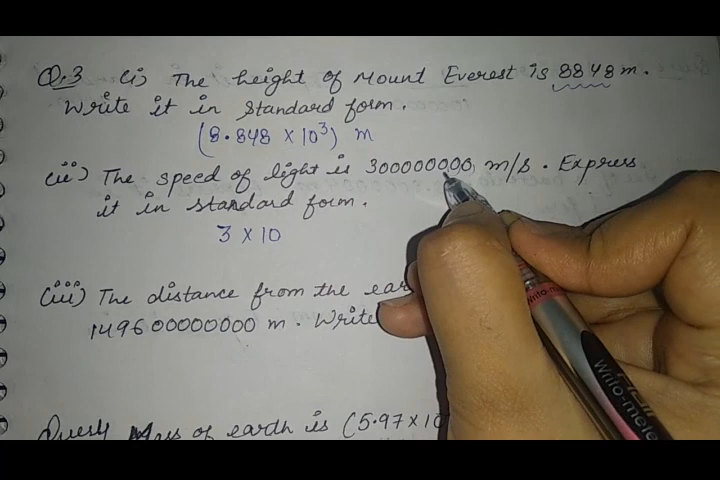 Q.3 (i) The height of Mount Everest is 8848 m.
Write it in standard form.
(8.848 × 10³) m
(ii) The speed of light is 300000000 m/s. Express
it in standard form.
3 × 10
(iii) The distance from the ear
149600000000 m. Write
Mass of earth is (5.97 × 10
Writo-mete